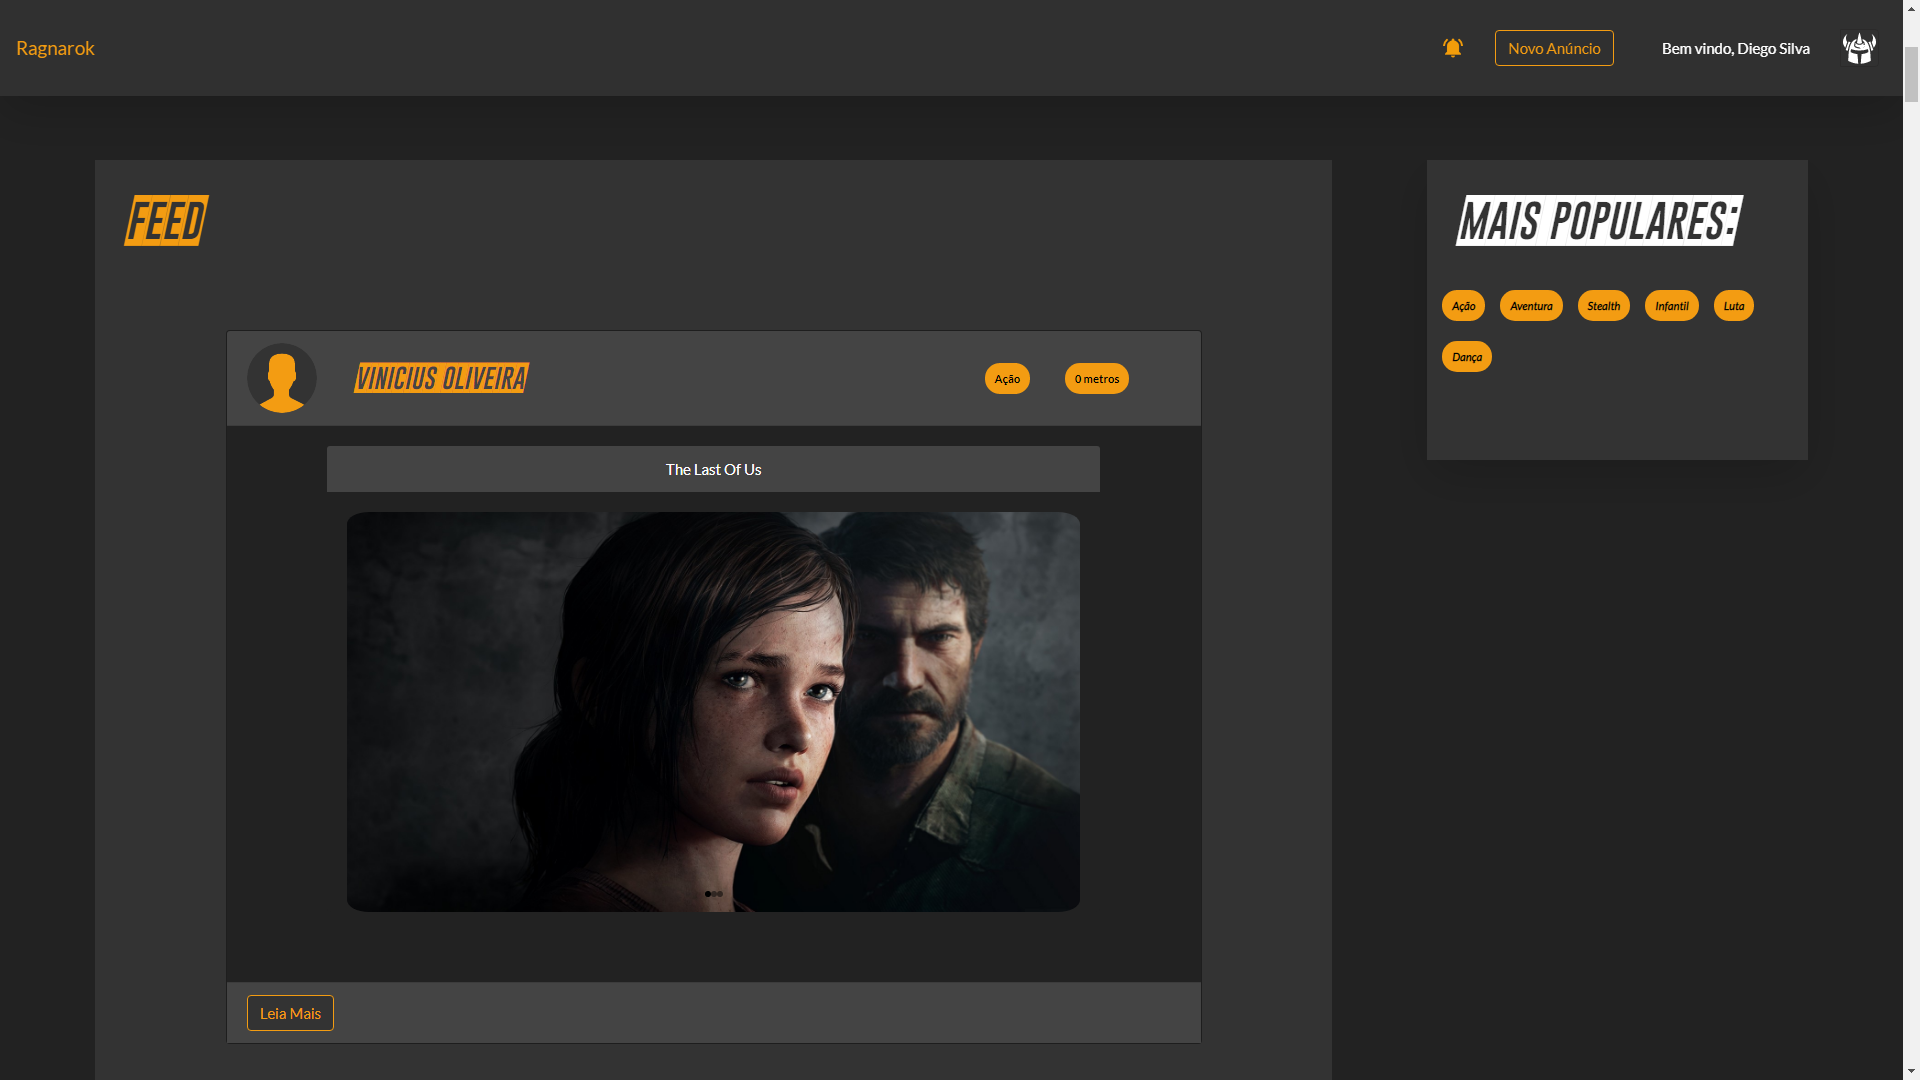 Ragnarok
Novo Anúncio
Bem vindo, Diego Silva
FEED
MAIS POPULARES:
Ação
Aventura
Stealth
Infantil
Luta
Dança
VINICIUS OLIVEIRA
Ação
0 metros
The Last Of Us
Leia Mais